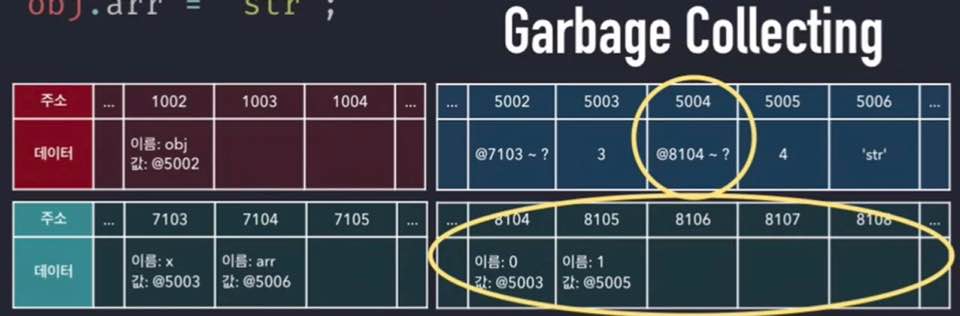 obj.arr = 'str';
Garbage Collecting
주소 ... 1002 1003 1004 ...
데이터
이름: obj
값: @5002
... 5002 5003 5004 5005 5006 ...
@7103 ~ ? 3 @8104 ~ ? 4 'str'
주소 ... 7103 7104 7105 ...
데이터
이름: x
값: @5003
이름: arr
값: @5006
... 8104 8105 8106 8107 8108 ...
이름: 0
값: @5003
이름: 1
값: @5005